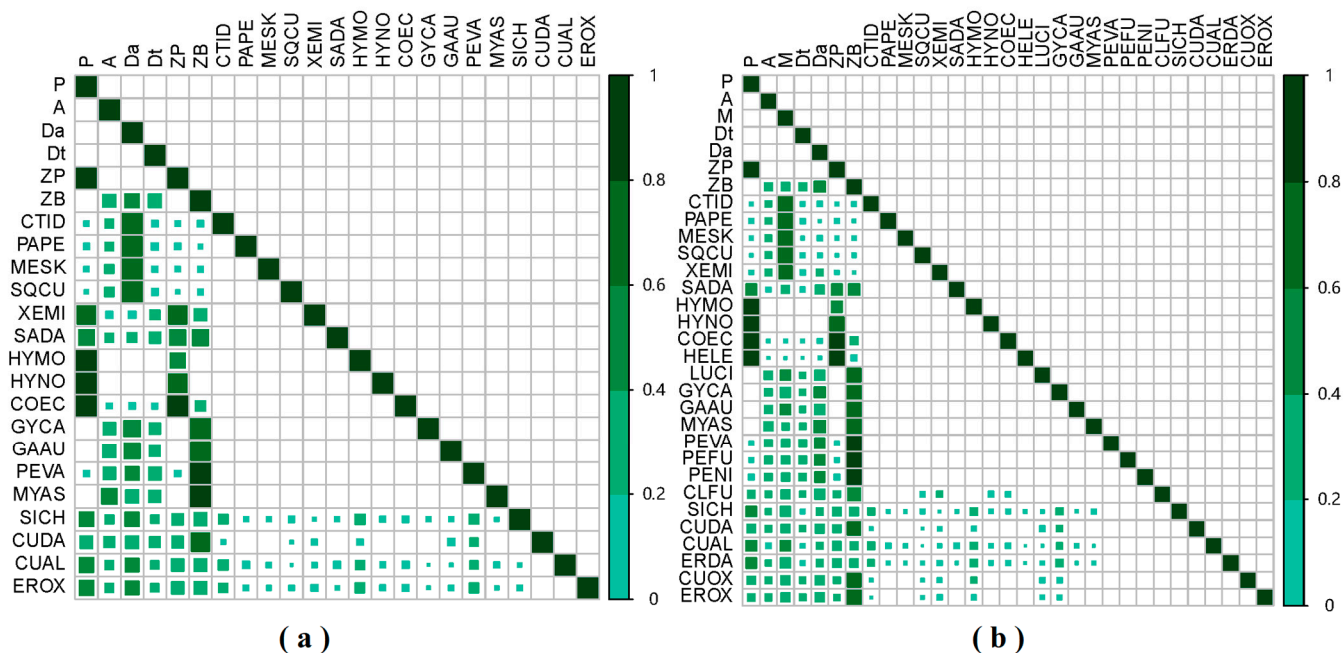 P A Da Dt ZP ZB CTID PAPE MESK SQCU XEMI SADA HYMO HYNO COEC GYCA GAAU PEVA MYAS SICH CUDA CUAL EROX
P
A
Da
Dt
ZP
ZB
CTID
PAPE
MESK
SQCU
XEMI
SADA
HYMO
HYNO
COEC
GYCA
GAAU
PEVA
MYAS
SICH
CUDA
CUAL
EROX
1
0.8
0.6
0.4
0.2
0
( a )
P A M Dt Da ZP ZB CTID PAPE MESK SQCU XEMI SADA HYMO HYNO COEC HELE LUCI GYCA GAAU MYAS PEVA PEFU PENI CLFU SICH CUDA CUAL ERDA CUOX EROX
P
A
M
Dt
Da
ZP
ZB
CTID
PAPE
MESK
SQCU
XEMI
SADA
HYMO
HYNO
COEC
HELE
LUCI
GYCA
GAAU
MYAS
PEVA
PEFU
PENI
CLFU
SICH
CUDA
CUAL
ERDA
CUOX
EROX
1
0.8
0.6
0.4
0.2
0
( b )